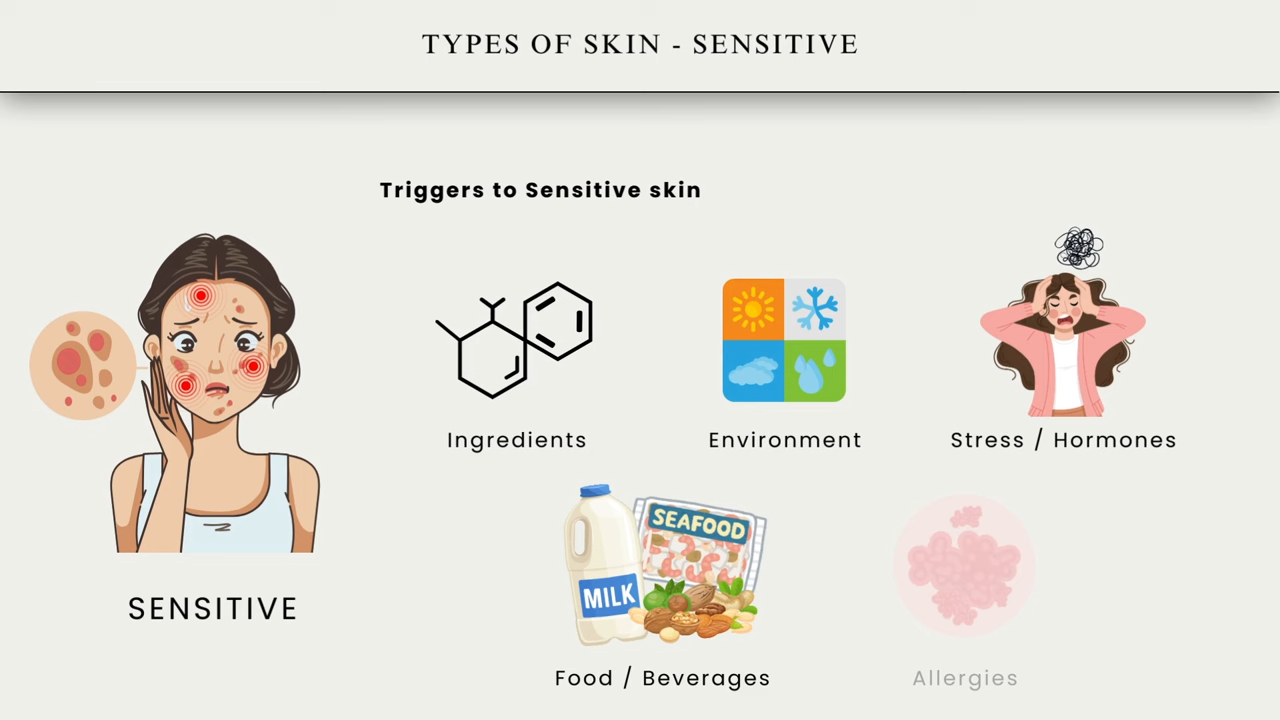 TYPES OF SKIN - SENSITIVE
Triggers to Sensitive skin
Ingredients
Environment
Stress / Hormones
SEAFOOD
MILK
SENSITIVE
Food / Beverages
Allergies